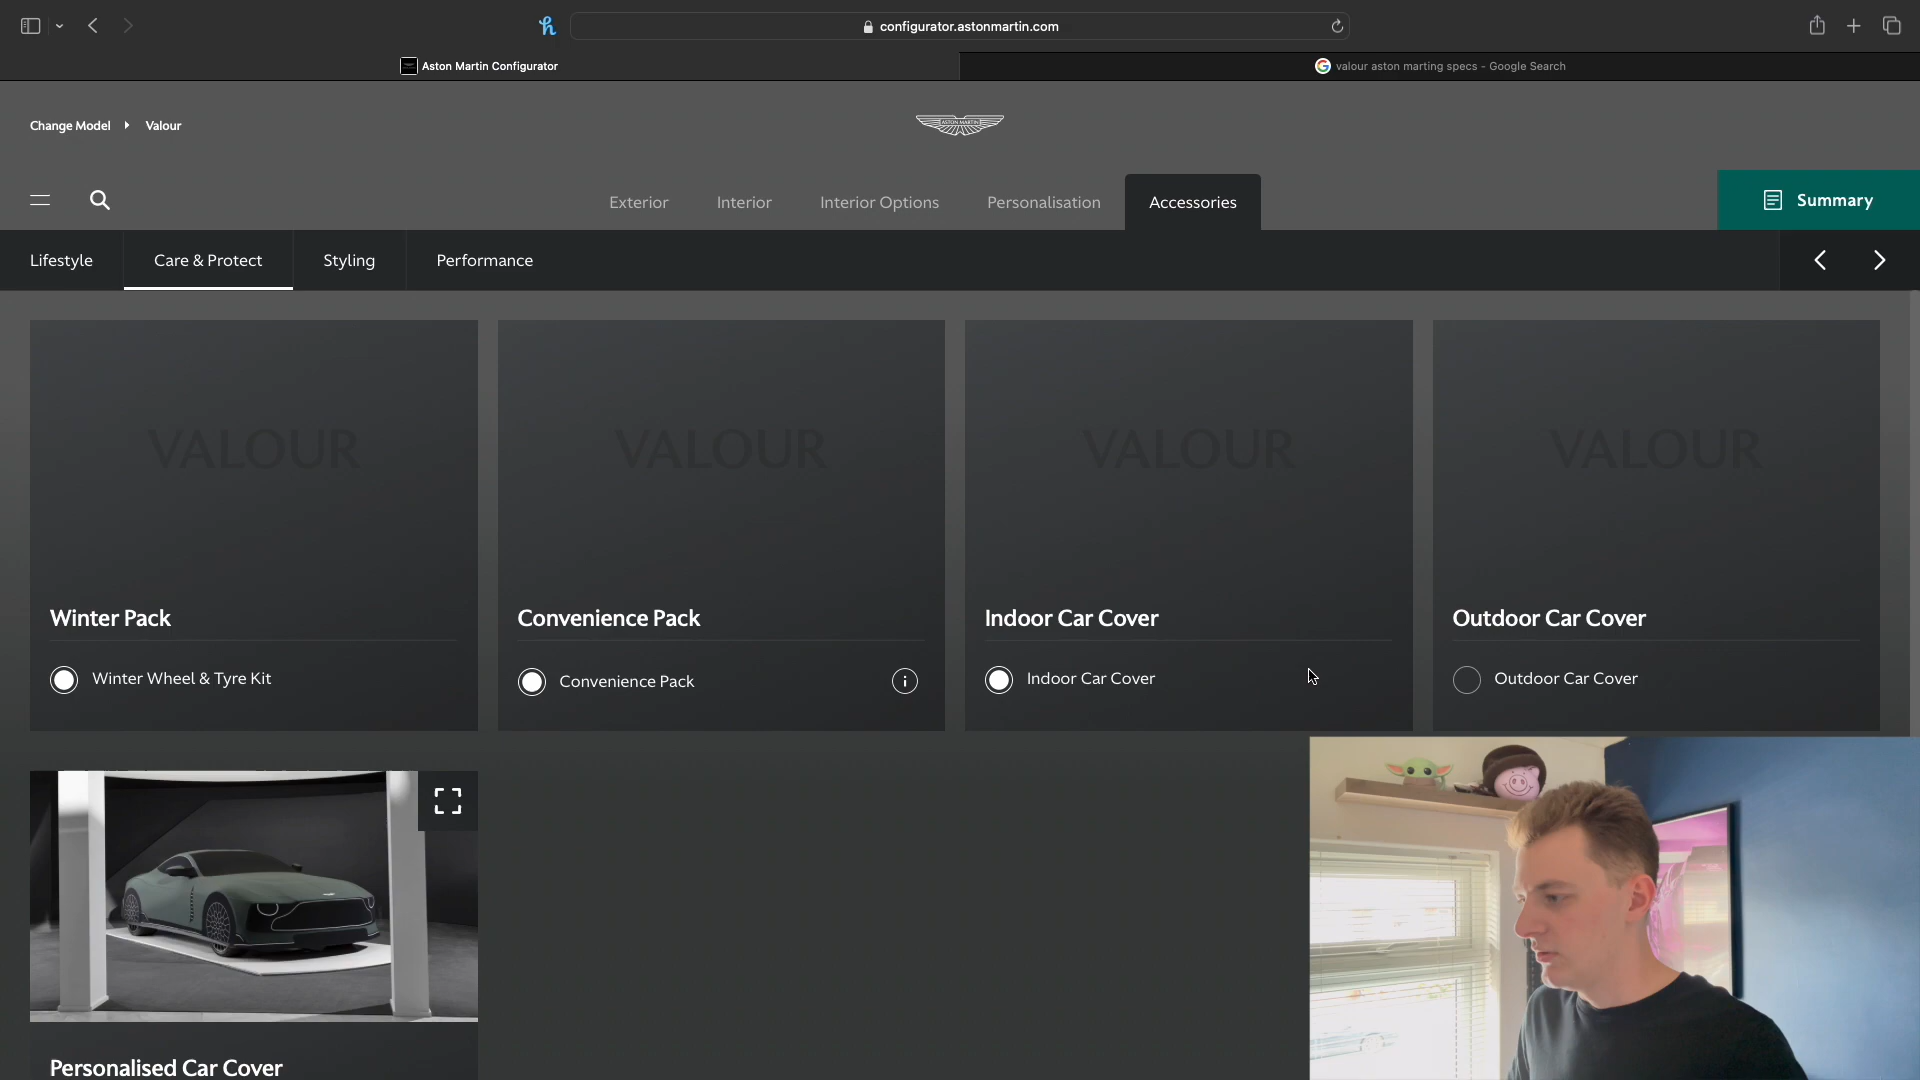 configurator.astonmartin.com
Aston Martin Configurator
valour aston marting specs - Google Search
Change Model
Valour
ASTON MARTIN
Exterior
Interior
Interior Options
Personalisation
Accessories
Summary
Lifestyle
Care & Protect
Styling
Performance
VALOUR
VALOUR
VALOUR
VALOUR
Winter Pack
Convenience Pack
Indoor Car Cover
Outdoor Car Cover
Winter Wheel & Tyre Kit
Convenience Pack
Indoor Car Cover
Outdoor Car Cover
Personalised Car Cover